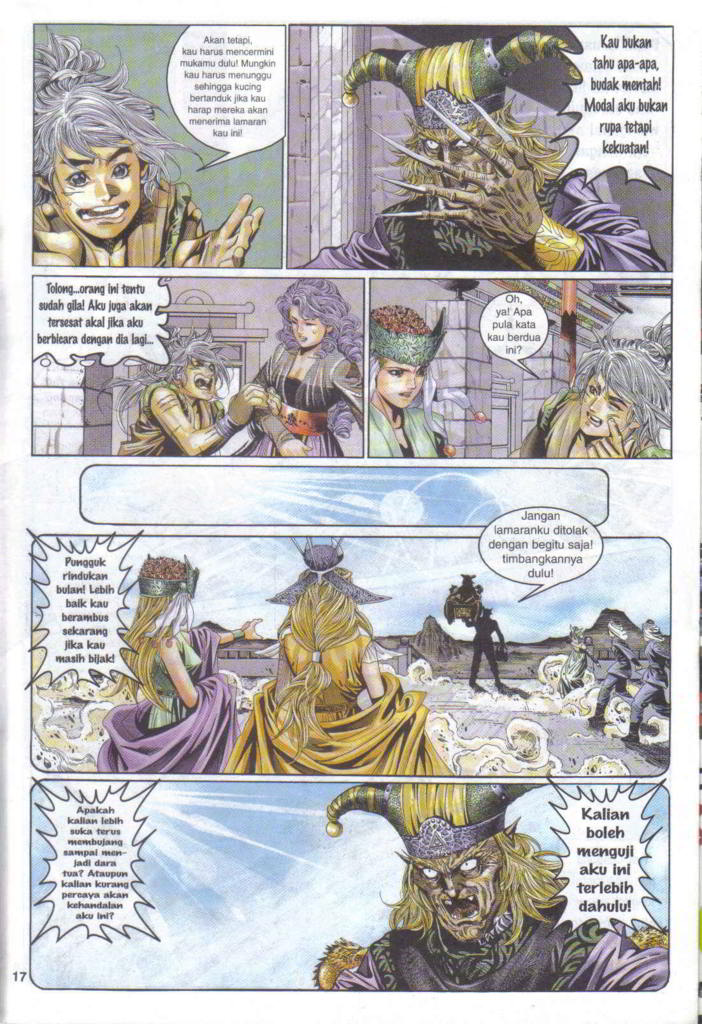 Akan tetapi,
kau harus mencermini
mukamu dulu! Mungkin
kau harus menunggu
sehingga kucing
bertanduk jika kau
harap mereka akan
menerima lamaran
kau ini!
Kau bukan
tahu apa-apa,
budak mentah!
Modal aku bukan
rupa tetapi
kekuatan!
Tolong...orang ini tentu
sudah gila! Aku juga akan
tersesat akal jika aku
berbicara dengan dia lagi...
Oh,
ya! Apa
pula kata
kau berdua
ini?
Jangan
lamaranku ditolak
dengan begitu saja!
timbangkannya
dulu!
Pungguk
rindukan
bulan! Lebih
baik kau
berambus
sekarang
jika kau
masih bijak!
Apakah
kalian lebih
suka terus
membujang
sampai men-
jadi dara
tua? Ataupun
kalian kurang
percaya akan
kehandalan
aku ini?
Kalian
boleh
menguji
aku ini
terlebih
dahulu!
17